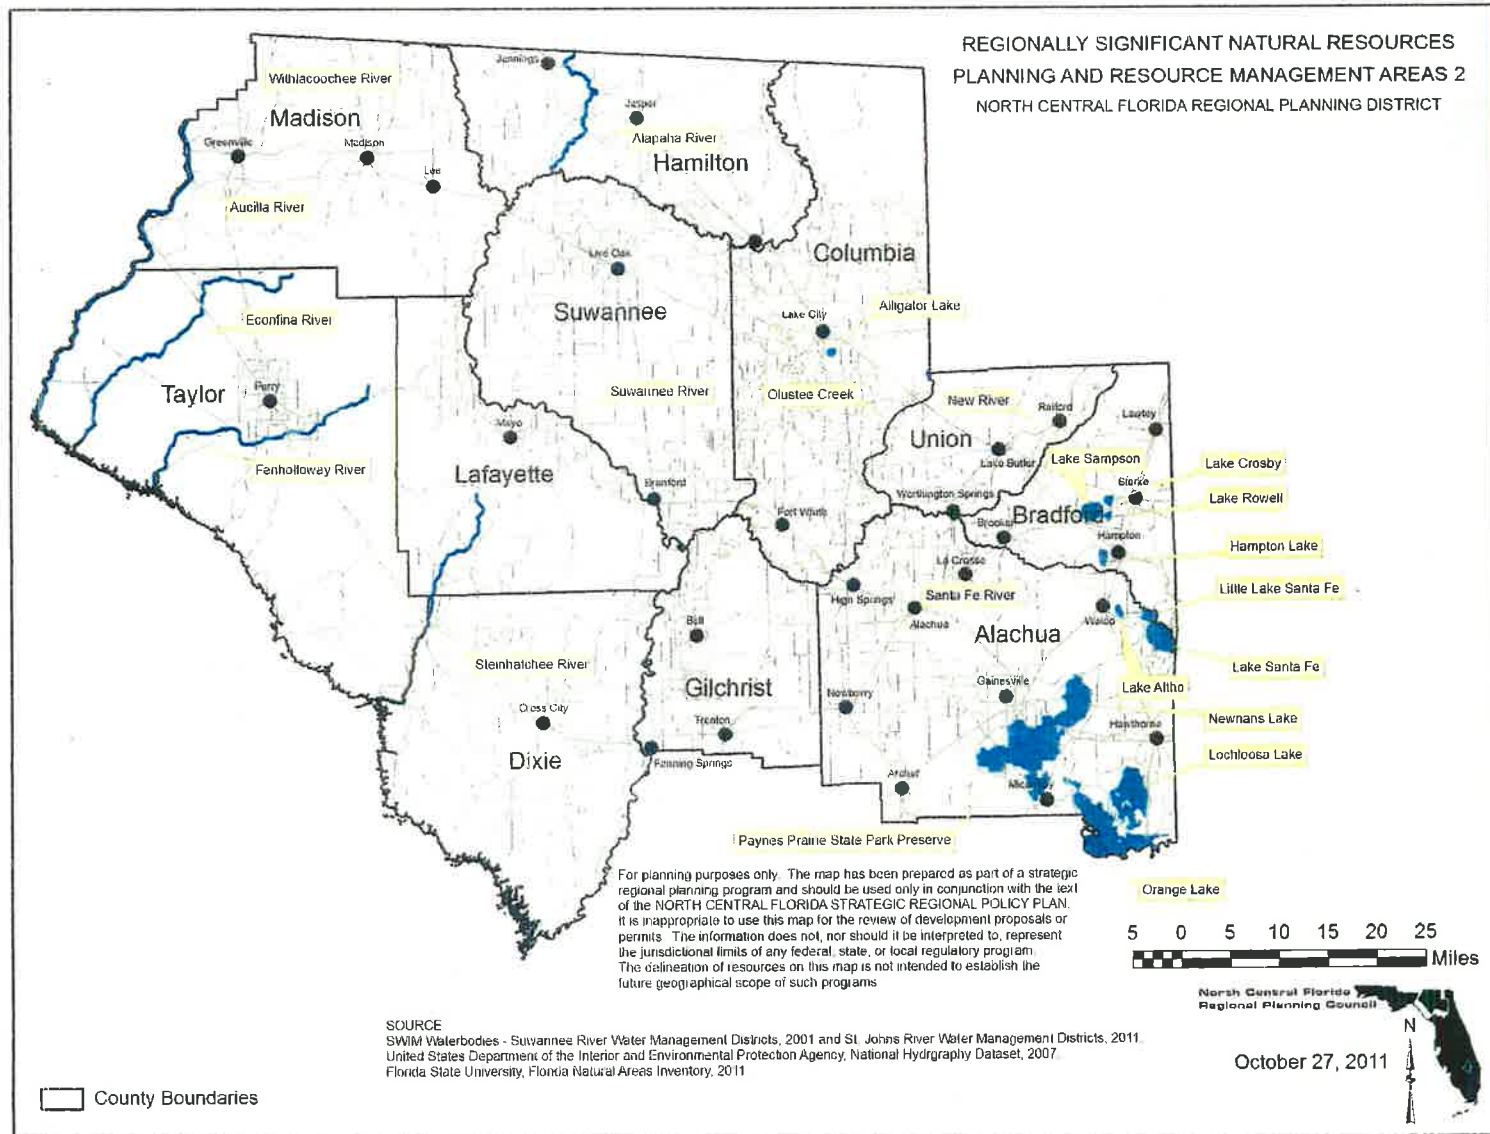 REGIONALLY SIGNIFICANT NATURAL RESOURCES
PLANNING AND RESOURCE MANAGEMENT AREAS 2
NORTH CENTRAL FLORIDA REGIONAL PLANNING DISTRICT
Jennings
Withlacoochee River
Madison
Jasper
Alapaha River
Hamilton
Greenville
Madison
Lee
Aucilla River
Columbia
Live Oak
Suwannee
Alligator Lake
Lake City
Econfina River
Taylor
Perry
Suwannee River
Olustee Creek
New River
Raiford
Lawtey
Union
Mayo
Lake Butler
Lake Sampson
Lake Crosby
Fenholloway River
Lafayette
Branford
Starke
Worthington Springs
Lake Rowell
Fort White
Brooker
Bradford
Hampton
Hampton Lake
La Crosse
High Springs
Santa Fe River
Little Lake Santa Fe
Bell
Alachua
Alachua
Waldo
Steinhatchee River
Lake Santa Fe
Gilchrist
Newberry
Gainesville
Lake Altho
Cross City
Trenton
Hawthorne
Newnans Lake
Dixie
Fanning Springs
Lochloosa Lake
Archer
Micanopy
Paynes Prairie State Park Preserve
For planning purposes only. The map has been prepared as part of a strategic
regional planning program and should be used only in conjunction with the text
of the NORTH CENTRAL FLORIDA STRATEGIC REGIONAL POLICY PLAN.
It is inappropriate to use this map for the review of development proposals or
permits. The information does not, nor should it be interpreted to, represent
the jurisdictional limits of any federal, state, or local regulatory program.
The delineation of resources on this map is not intended to establish the
future geographical scope of such programs
Orange Lake
5 0 5 10 15 20 25
Miles
North Central Florida
Regional Planning Council
N
October 27, 2011
SOURCE
SWIM Waterbodies - Suwannee River Water Management Districts, 2001 and St. Johns River Water Management Districts, 2011.
United States Department of the Interior and Environmental Protection Agency, National Hydrgraphy Dataset, 2007.
Florida State University, Florida Natural Areas Inventory, 2011
County Boundaries